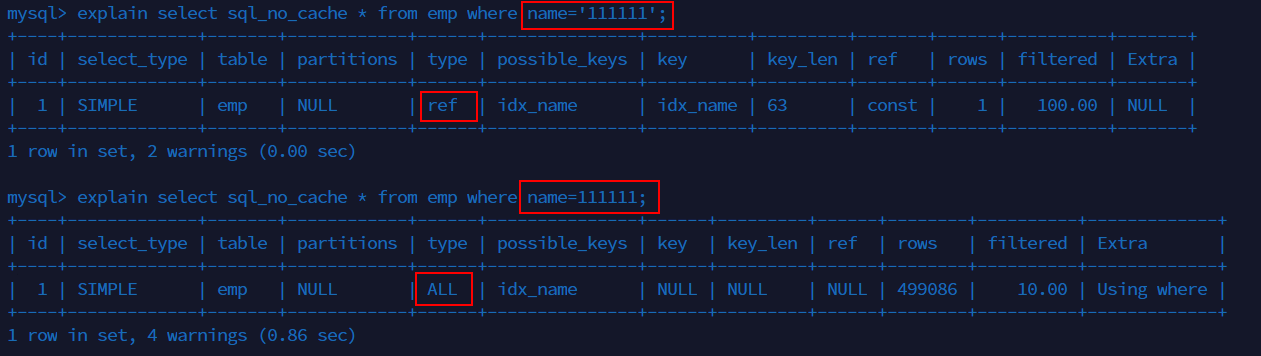 mysql> explain select sql_no_cache * from emp where name='111111';
+----+-------------+-------+------------+------+---------------+----------+---------+-------+------+----------+-------+
| id | select_type | table | partitions | type | possible_keys | key      | key_len | ref   | rows | filtered | Extra |
+----+-------------+-------+------------+------+---------------+----------+---------+-------+------+----------+-------+
|  1 | SIMPLE      | emp   | NULL       | ref  | idx_name      | idx_name | 63      | const |    1 |   100.00 | NULL  |
+----+-------------+-------+------------+------+---------------+----------+---------+-------+------+----------+-------+
1 row in set, 2 warnings (0.00 sec)
mysql> explain select sql_no_cache * from emp where name=111111;
+----+-------------+-------+------------+------+---------------+------+---------+------+--------+----------+-------------+
| id | select_type | table | partitions | type | possible_keys | key  | key_len | ref  | rows   | filtered | Extra       |
+----+-------------+-------+------------+------+---------------+------+---------+------+--------+----------+-------------+
|  1 | SIMPLE      | emp   | NULL       | ALL  | idx_name      | NULL | NULL    | NULL | 499086 |    10.00 | Using where |
+----+-------------+-------+------------+------+---------------+------+---------+------+--------+----------+-------------+
1 row in set, 4 warnings (0.86 sec)